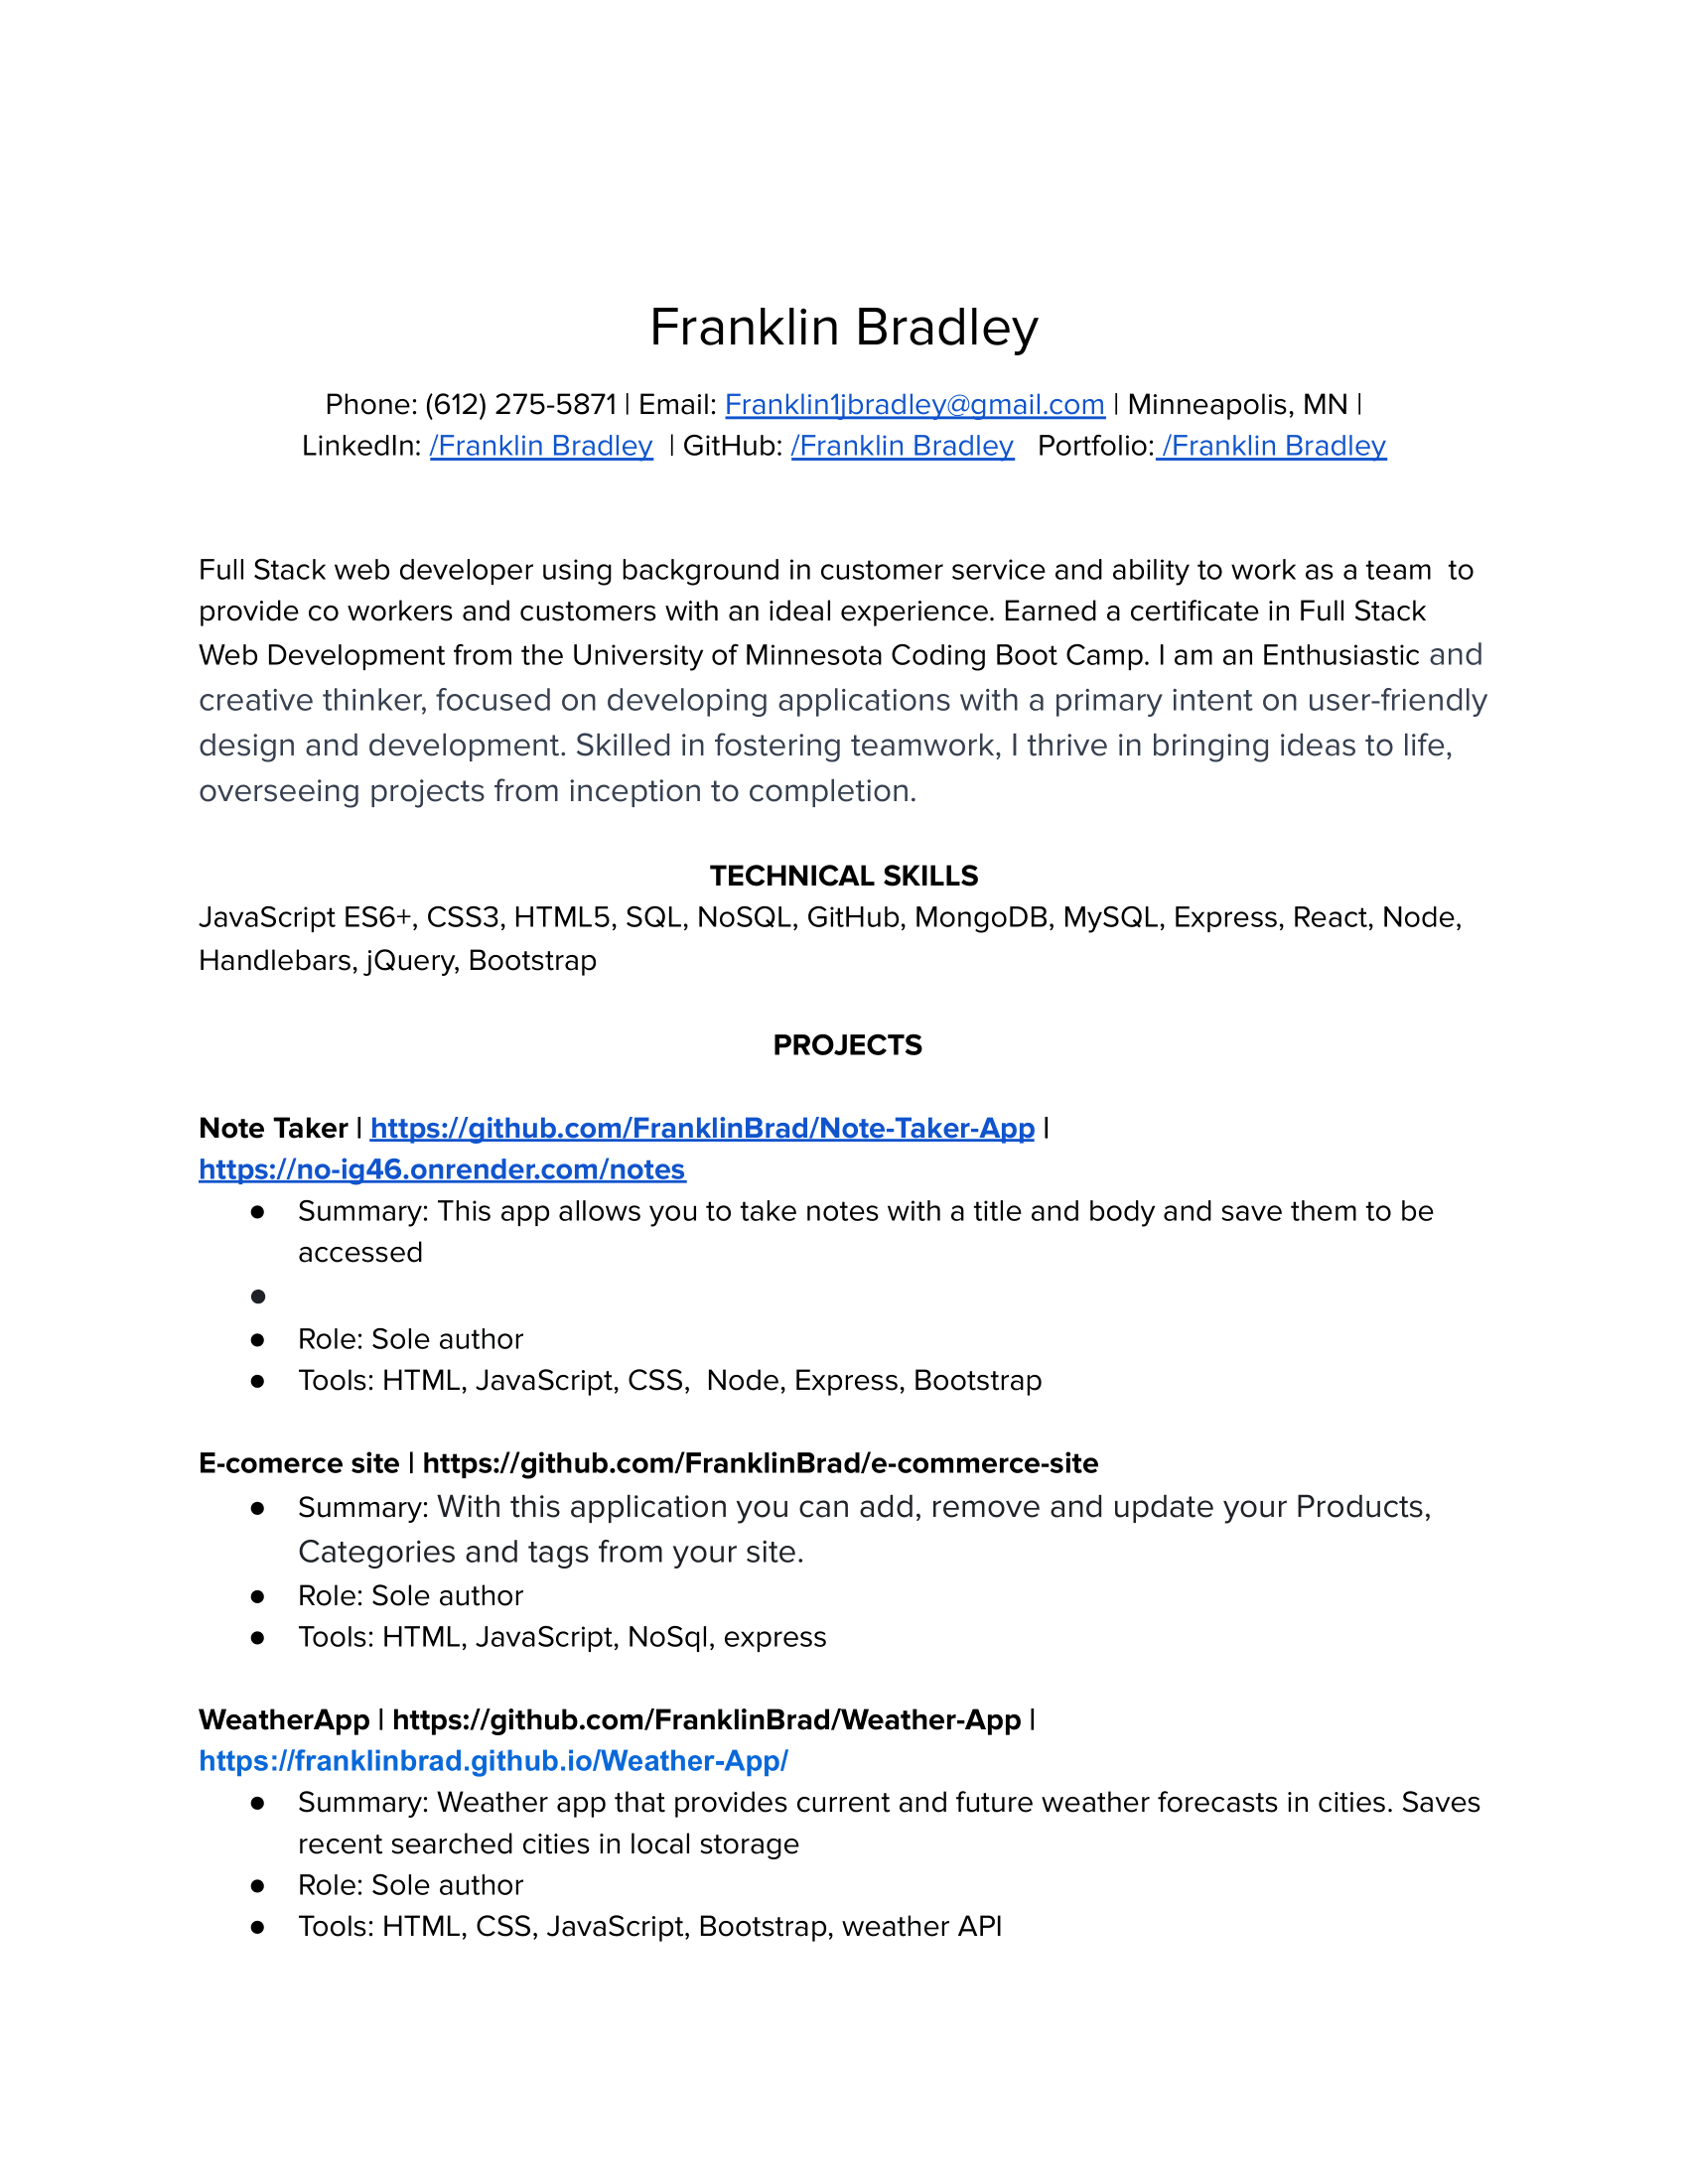 Franklin Bradley
Phone: (612) 275-5871 | Email: Franklin1jbradley@gmail.com | Minneapolis, MN |
LinkedIn: /Franklin Bradley  | GitHub: /Franklin Bradley   Portfolio: /Franklin Bradley
Full Stack web developer using background in customer service and ability to work as a team  to
provide co workers and customers with an ideal experience. Earned a certificate in Full Stack
Web Development from the University of Minnesota Coding Boot Camp. I am an Enthusiastic and
creative thinker, focused on developing applications with a primary intent on user-friendly
design and development. Skilled in fostering teamwork, I thrive in bringing ideas to life,
overseeing projects from inception to completion.
TECHNICAL SKILLS
JavaScript ES6+, CSS3, HTML5, SQL, NoSQL, GitHub, MongoDB, MySQL, Express, React, Node,
Handlebars, jQuery, Bootstrap
PROJECTS
Note Taker | https://github.com/FranklinBrad/Note-Taker-App |
https://no-ig46.onrender.com/notes
● Summary: This app allows you to take notes with a title and body and save them to be
accessed
●
● Role: Sole author
● Tools: HTML, JavaScript, CSS,  Node, Express, Bootstrap
E-comerce site | https://github.com/FranklinBrad/e-commerce-site
● Summary: With this application you can add, remove and update your Products,
Categories and tags from your site.
● Role: Sole author
● Tools: HTML, JavaScript, NoSql, express
WeatherApp | https://github.com/FranklinBrad/Weather-App |
https://franklinbrad.github.io/Weather-App/
● Summary: Weather app that provides current and future weather forecasts in cities. Saves
recent searched cities in local storage
● Role: Sole author
● Tools: HTML, CSS, JavaScript, Bootstrap, weather API